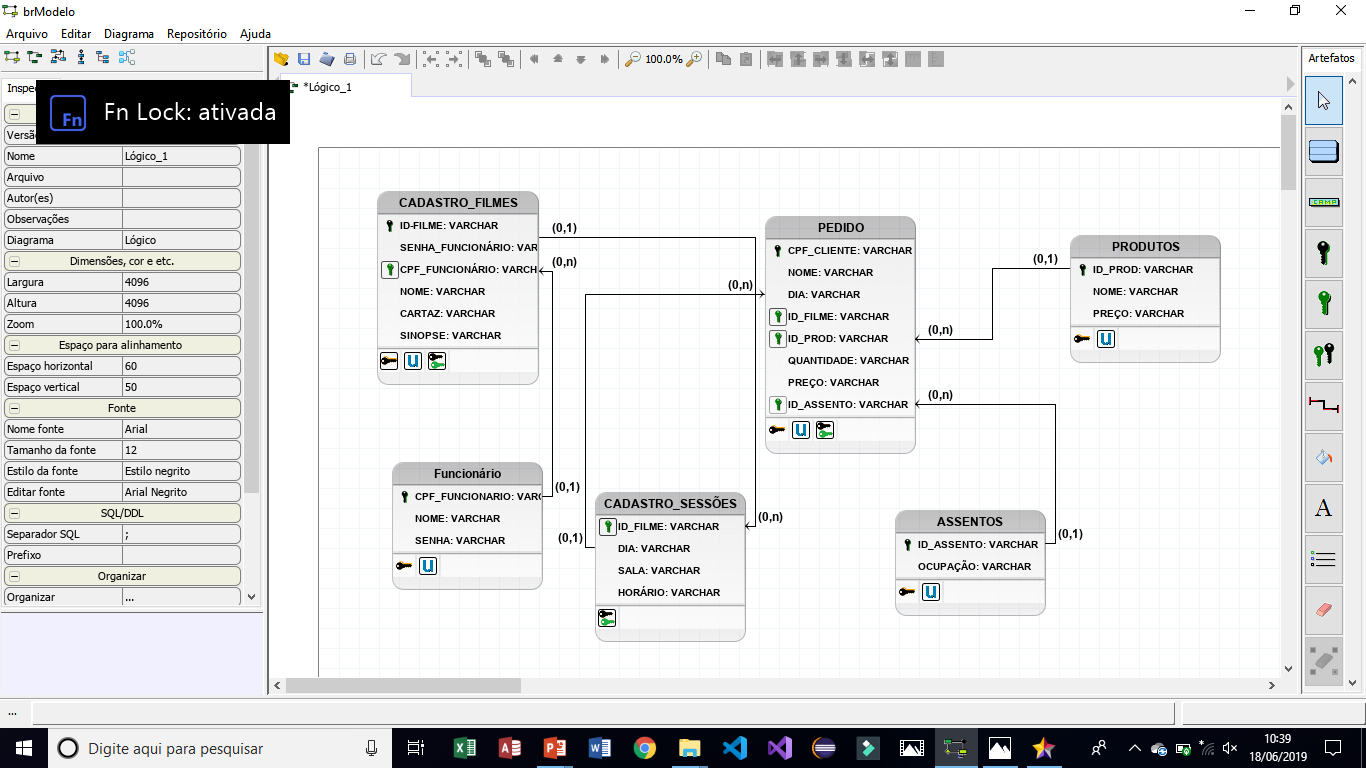 brModelo
Arquivo Editar Diagrama Repositório Ajuda
100.0%
Artefatos
*Lógico_1
Fn Fn Lock: ativada
Nome Lógico_1
Arquivo
Autor(es)
Observações
Diagrama Lógico
Dimensões, cor e etc.
Largura 4096
Altura 4096
Zoom 100.0%
Espaço para alinhamento
Espaço horizontal 60
Espaço vertical 50
Fonte
Nome fonte Arial
Tamanho da fonte 12
Estilo da fonte Estilo negrito
Editar fonte Arial Negrito
SQL/DDL
Separador SQL ;
Prefixo
Organizar
Organizar ...
CADASTRO_FILMES
ID-FILME: VARCHAR
SENHA_FUNCIONÁRIO: VAR
CPF_FUNCIONÁRIO: VARCH
NOME: VARCHAR
CARTAZ: VARCHAR
SINOPSE: VARCHAR
U
(0,1)
(0,n)
Funcionário
CPF_FUNCIONARIO: VARC
NOME: VARCHAR
SENHA: VARCHAR
U
(0,1)
CADASTRO_SESSÕES
ID_FILME: VARCHAR
DIA: VARCHAR
SALA: VARCHAR
HORÁRIO: VARCHAR
(0,1)
(0,n)
(0,n)
PEDIDO
CPF_CLIENTE: VARCHAR
NOME: VARCHAR
DIA: VARCHAR
ID_FILME: VARCHAR
ID_PROD: VARCHAR
QUANTIDADE: VARCHAR
PREÇO: VARCHAR
ID_ASSENTO: VARCHAR
U
(0,n)
(0,n)
(0,1)
PRODUTOS
ID_PROD: VARCHAR
NOME: VARCHAR
PREÇO: VARCHAR
U
ASSENTOS
ID_ASSENTO: VARCHAR
OCUPAÇÃO: VARCHAR
U
(0,1)
CAMP
A
...
Digite aqui para pesquisar
10:39
18/06/2019